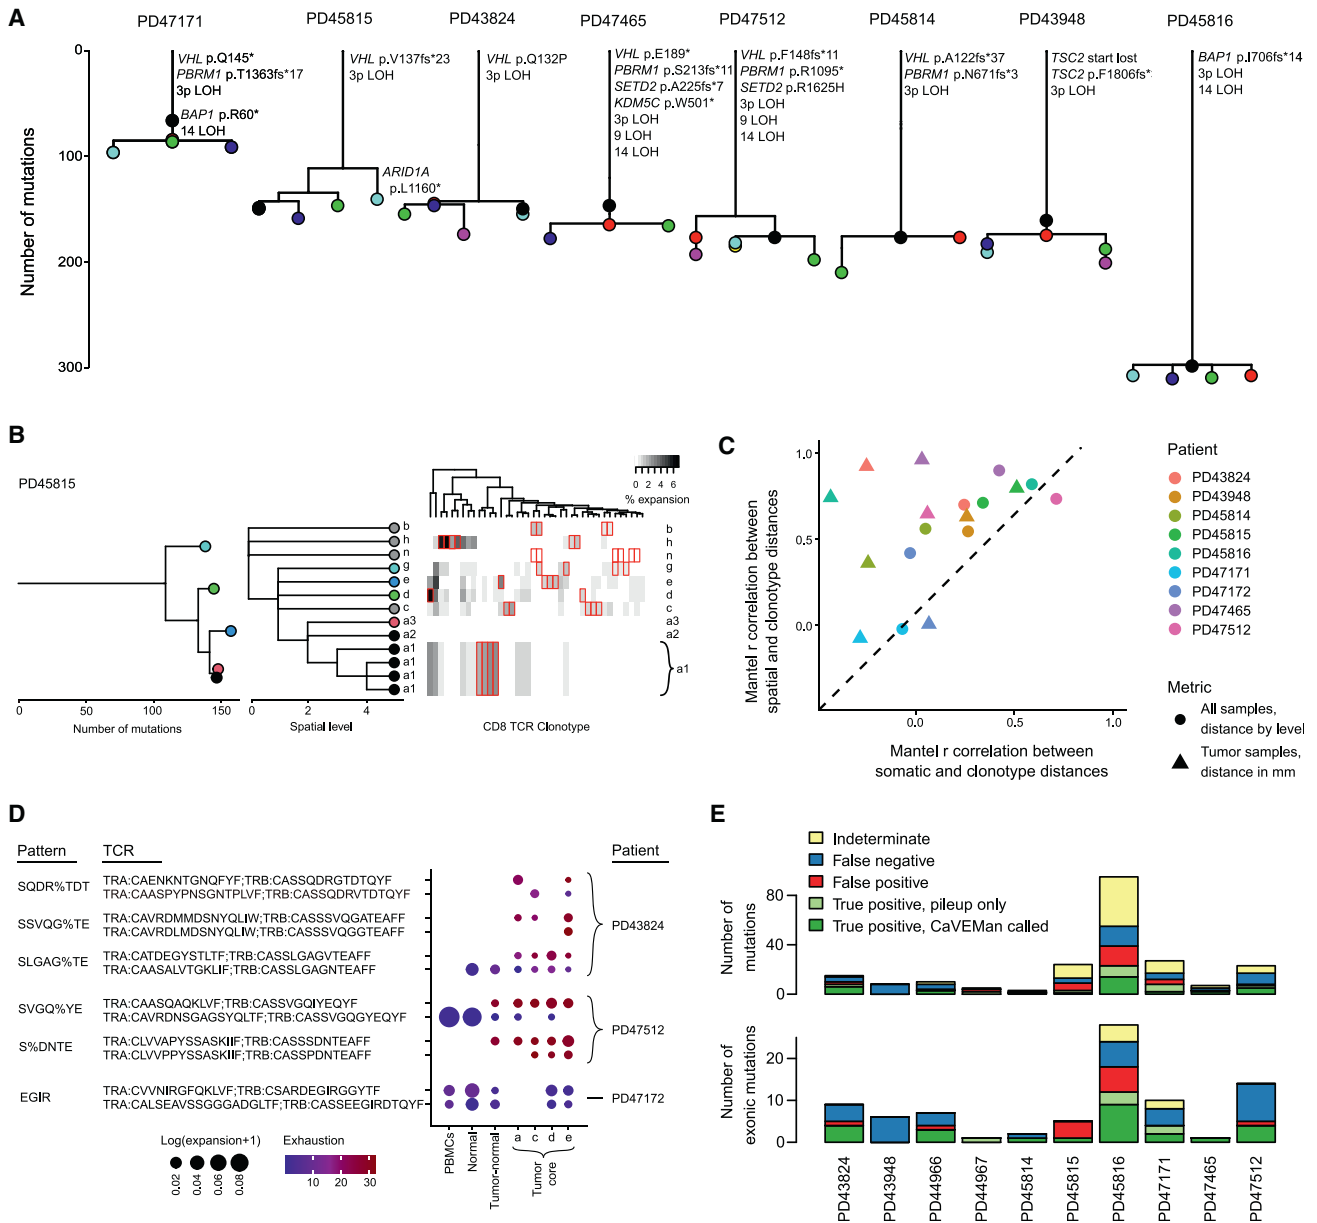 A
PD47171
PD45815
PD43824
PD47465
PD47512
PD45814
PD43948
PD45816
Number of mutations
0
100
200
300
VHL p.Q145*
PBRM1 p.T1363fs*17
3p LOH
BAP1 p.R60*
14 LOH
VHL p.V137fs*23
3p LOH
ARID1A
p.L1160*
VHL p.Q132P
3p LOH
VHL p.E189*
PBRM1 p.S213fs*11
SETD2 p.A225fs*7
KDM5C p.W501*
3p LOH
9 LOH
14 LOH
VHL p.F148fs*11
PBRM1 p.R1095*
SETD2 p.R1625H
3p LOH
9 LOH
14 LOH
VHL p.A122fs*37
PBRM1 p.N671fs*3
3p LOH
TSC2 start lost
TSC2 p.F1806fs*
3p LOH
BAP1 p.I706fs*14
3p LOH
14 LOH
B
PD45815
0 50 100 150
Number of mutations
0 2 4
Spatial level
b
h
n
g
e
d
c
a3
a2
a1
a1
a1
a1
0 2 4 6
% expansion
b
h
n
g
e
d
c
a3
a2
a1
CD8 TCR Clonotype
C
Mantel r correlation between
spatial and clonotype distances
1.0
0.5
0.0
0.0 0.5 1.0
Mantel r correlation between
somatic and clonotype distances
Patient
PD43824
PD43948
PD45814
PD45815
PD45816
PD47171
PD47172
PD47465
PD47512
Metric
All samples,
distance by level
Tumor samples,
distance in mm
D
Pattern TCR Patient
SQDR%TDT
TRA:CAENKNTGNQFYF;TRB:CASSQDRGTDTQYF
TRA:CAASPYPNSGNTPLVF;TRB:CASSQDRVTDTQYF
SSVQG%TE
TRA:CAVRDMMDSNYQLIW;TRB:CASSSVQGATEAFF
TRA:CAVRDLMDSNYQLIW;TRB:CASSSVQGGTEAFF
SLGAG%TE
TRA:CATDEGYSTLTF;TRB:CASSLGAGVTEAFF
TRA:CAASALVTGKLIF;TRB:CASSLGAGNTEAFF
PD43824
SVGQ%YE
TRA:CAASQAQKLVF;TRB:CASSVGQIYEQYF
TRA:CAVRDNSGAGSYQLTF;TRB:CASSVGQGYEQYF
S%DNTE
TRA:CLVVAPYSSASKIIF;TRB:CASSSDNTEAFF
TRA:CLVVPPYSSASKIIF;TRB:CASSPDNTEAFF
PD47512
EGIR
TRA:CVVNIRGFQKLVF;TRB:CSARDEGIRGGYTF
TRA:CALSEAVSSGGGADGLTF;TRB:CASSEEGIRDTQYF
PD47172
PBMCs
Normal
Tumor-normal
a c d e
Tumor
core
Log(expansion+1)
0.02
0.04
0.06
0.08
Exhaustion
10 20 30
E
Indeterminate
False negative
False positive
True positive, pileup only
True positive, CaVEMan called
Number of
mutations
80
40
0
Number of
exonic mutations
20
10
0
PD43824
PD43948
PD44966
PD44967
PD45814
PD45815
PD45816
PD47171
PD47465
PD47512